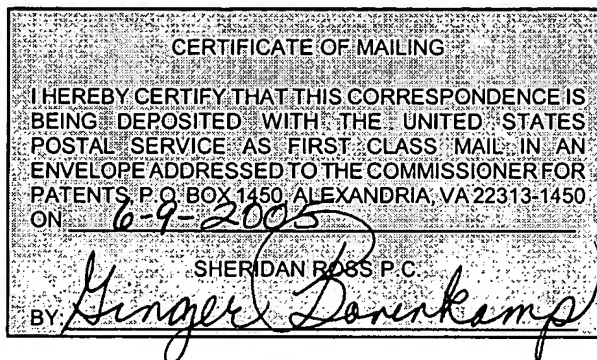 CERTIFICATE OF MAILING
I HEREBY CERTIFY THAT THIS CORRESPONDENCE IS
BEING DEPOSITED WITH THE UNITED STATES
POSTAL SERVICE AS FIRST CLASS MAIL IN AN
ENVELOPE ADDRESSED TO THE COMMISSIONER FOR
PATENTS, P.O. BOX 1450, ALEXANDRIA, VA 22313-1450
ON 6-9-2005
SHERIDAN ROSS P.C.
BY: Ginger